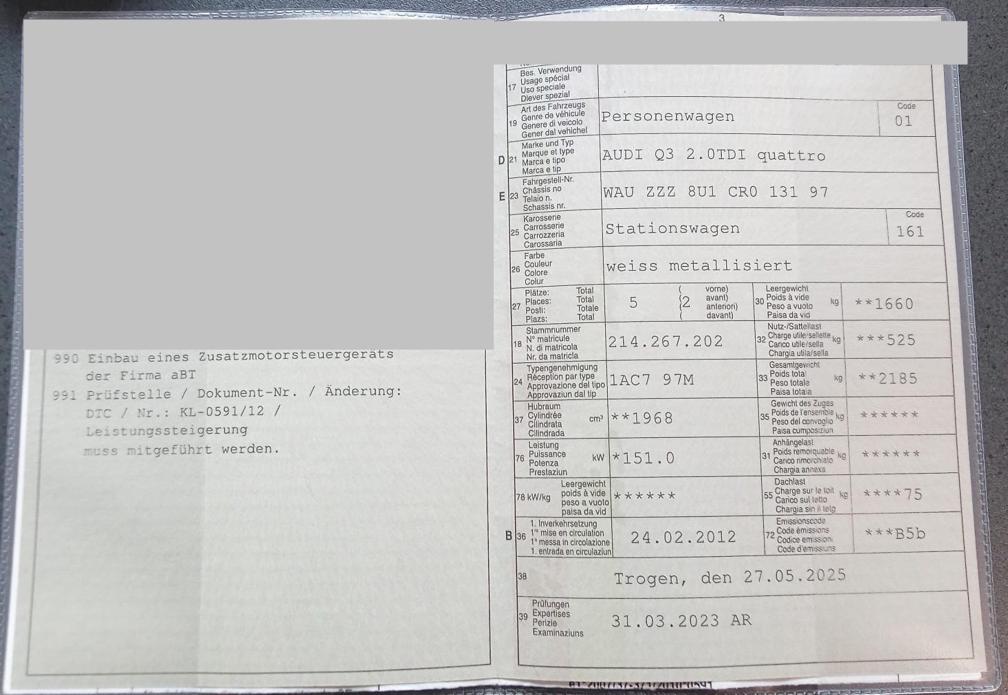 990 Einbau eines Zusatzmotorsteuergeräts
der Firma aBT
991 Prüfstelle / Dokument-Nr. / Änderung:
DTC / Nr.: KL-0591/12 /
Leistungssteigerung
muss mitgeführt werden.
3
17 Bes. Verwendung
Usage spécial
Uso speciale
Diever spezial
19 Art des Fahrzeugs
Genre de véhicule
Genere di veicolo
Gener dal vehichel
Personenwagen
Code
01
D 21 Marke und Typ
Marque et type
Marca e tipo
Marca e tip
AUDI Q3 2.0TDI quattro
E 23 Fahrgestell-Nr.
Châssis no
Telaio n.
Schassis nr.
WAU ZZZ 8U1 CR0 131 97
25 Karosserie
Carrosserie
Carrozzeria
Carossaria
Stationswagen
Code
161
26 Farbe
Couleur
Colore
Colur
weiss metallisiert
27 Plätze: Total
Places: Total
Posti: Totale
Plazs: Total
5 (2 vorne)
( avant)
( anteriori)
( davant)
30 Leergewicht
Poids à vide
Peso a vuoto
Paisa da vid
kg **1660
18 Stammnummer
N° matricule
N. di matricola
Nr. da matricla
214.267.202
32 Nutz-/Sattellast
Charge utile/sellette
Carico utile/sella
Chargia utila/sella
kg ***525
24 Typengenehmigung
Réception par type
Approvazione del tipo
Approvaziun dal tip
1AC7 97M
33 Gesamtgewicht
Poids total
Peso totale
Paisa totala
kg **2185
37 Hubraum
Cylindrée
Cilindrata
Cilindrada
cm³ **1968
35 Gewicht des Zuges
Poids de l'ensemble
Peso del convoglio
Paisa cumposiziun
kg ******
76 Leistung
Puissance
Potenza
Prestaziun
kW *151.0
31 Anhängelast
Poids remorquable
Carico rimorchiato
Chargia annexa
kg ******
78 kW/kg Leergewicht
poids à vide
peso a vuoto
paisa da vid
******
55 Dachlast
Charge sur le toit
Carico sul tetto
Chargia sin il tetg
kg ****75
B 36 1. Inverkehrsetzung
1re mise en circulation
1a messa in circolazione
1. entrada en circulaziun
24.02.2012
72 Emissionscode
Code émissions
Codice emissioni
Code d'emissiuns
***B5b
38 Trogen, den 27.05.2025
39 Prüfungen
Expertises
Perizie
Examinaziuns
31.03.2023 AR